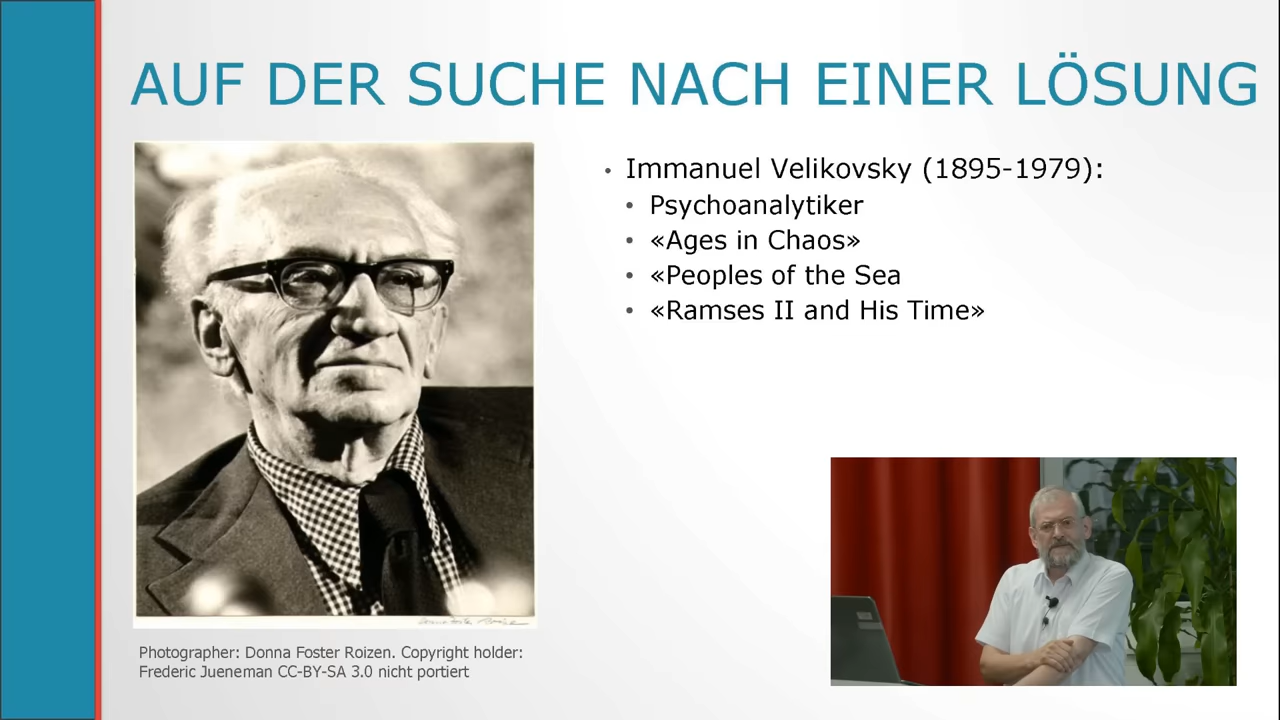 AUF DER SUCHE NACH EINER LÖSUNG
• Immanuel Velikovsky (1895-1979):
• Psychoanalytiker
• «Ages in Chaos»
• «Peoples of the Sea
• «Ramses II and His Time»
Photographer: Donna Foster Roizen. Copyright holder:
Frederic Jueneman CC-BY-SA 3.0 nicht portiert